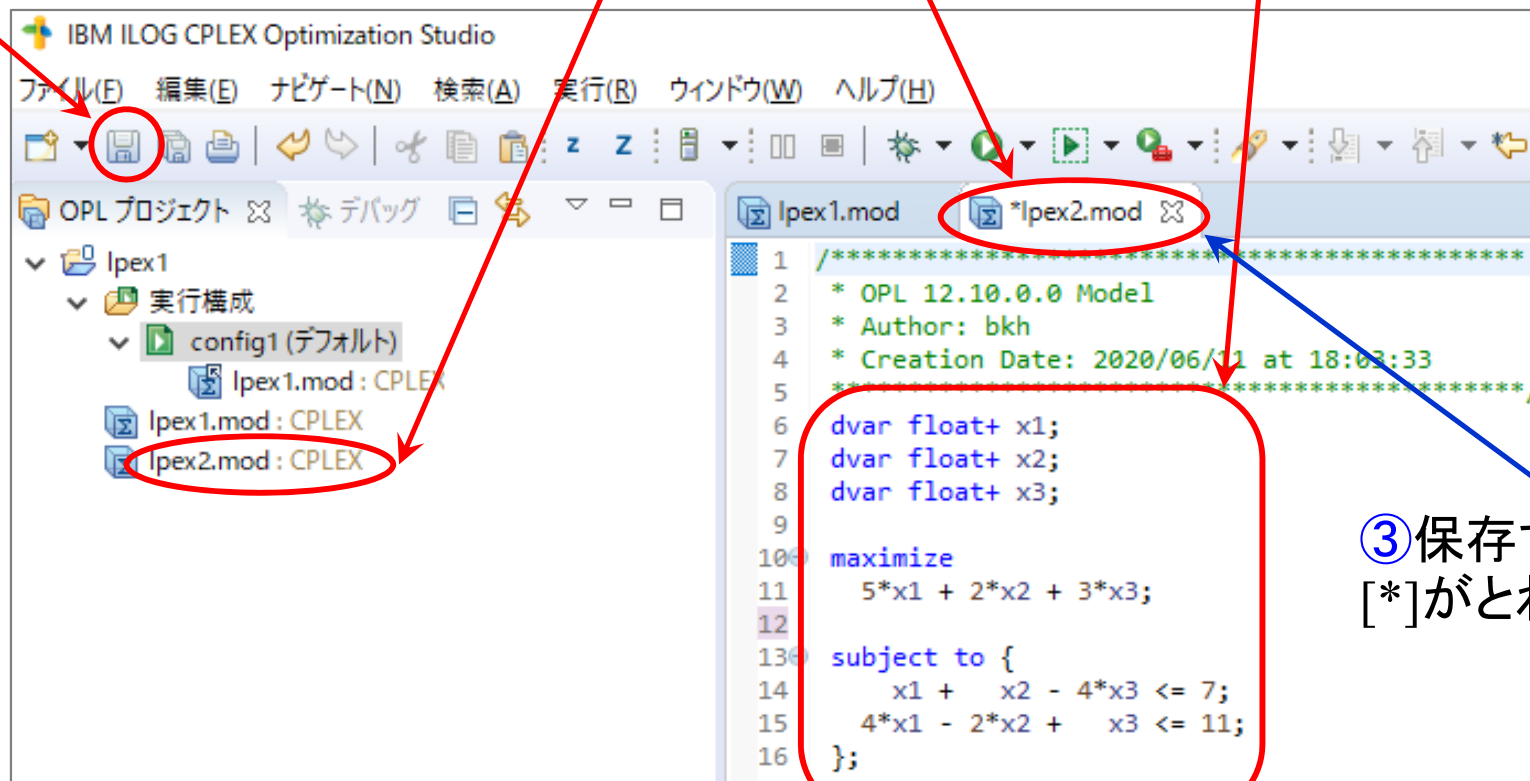 IBM ILOG CPLEX Optimization Studio
ファイル(F) 編集(E) ナビゲート(N) 検索(A) 実行(R) ウィンドウ(W) ヘルプ(H)
OPL プロジェクト デバッグ
lpex1
実行構成
config1 (デフォルト)
lpex1.mod : CPLEX
lpex1.mod : CPLEX
lpex2.mod : CPLEX
lpex1.mod *lpex2.mod
1 /*********************************************
2 * OPL 12.10.0.0 Model
3 * Author: bkh
4 * Creation Date: 2020/06/11 at 18:03:33
5 *********************************************/
6 dvar float+ x1;
7 dvar float+ x2;
8 dvar float+ x3;
9
10 maximize
11 5*x1 + 2*x2 + 3*x3;
12
13 subject to {
14 x1 + x2 - 4*x3 <= 7;
15 4*x1 - 2*x2 + x3 <= 11;
16 };
③保存
[*]がと